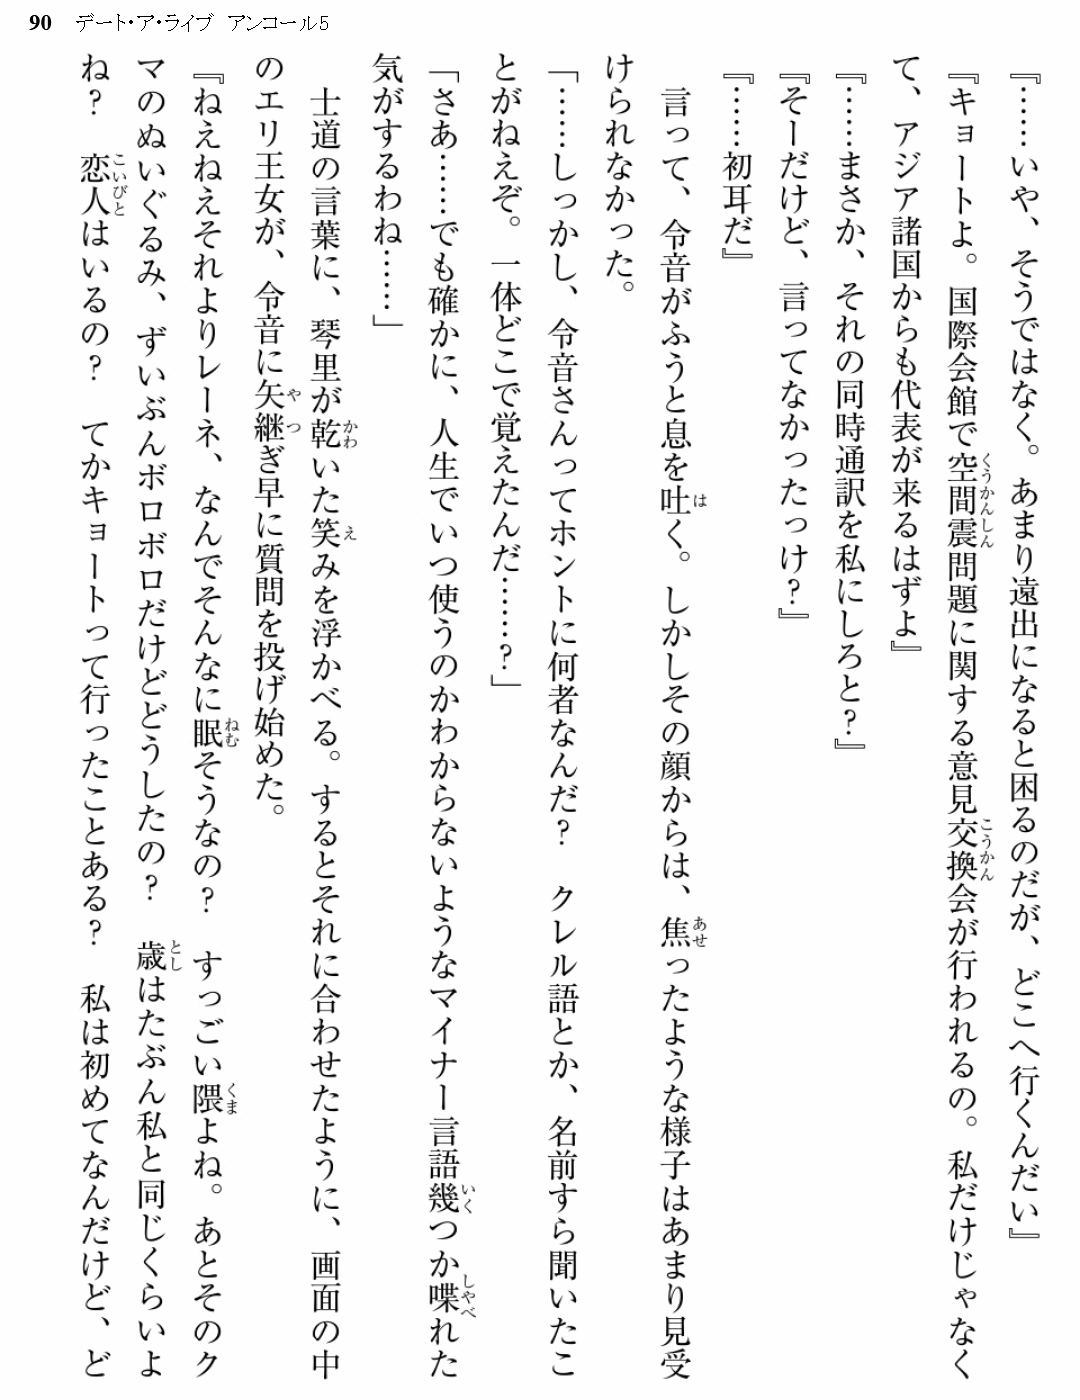 90　デート・ア・ライブ　アンコール5
『……いや、そうではなく。あまり遠出になると困るのだが、どこへ行くんだい』
『キョートよ。国際会館で空間震問題に関する意見交換会が行われるの。私だけじゃなく
て、アジア諸国からも代表が来るはずよ』
『……まさか、それの同時通訳を私にしろと?』
『そーだけど、言ってなかったっけ?』
『……初耳だ』
　言って、令音がふうと息を吐く。しかしその顔からは、焦ったような様子はあまり見受
けられなかった。
「……しっかし、令音さんってホントに何者なんだ?　クレル語とか、名前すら聞いたこ
とがねえぞ。一体どこで覚えたんだ……?」
「さあ……でも確かに、人生でいつ使うのかわからないようなマイナー言語幾つか喋れた
気がするわね……」
　士道の言葉に、琴里が乾いた笑みを浮かべる。するとそれに合わせたように、画面の中
のエリ王女が、令音に矢継ぎ早に質問を投げ始めた。
『ねえねえそれよりレーネ、なんでそんなに眠そうなの?　すっごい隈よね。あとそのク
マのぬいぐるみ、ずいぶんボロボロだけどどうしたの?　歳はたぶん私と同じくらいよ
ね?　恋人はいるの?　てかキョートって行ったことある?　私は初めてなんだけど、ど